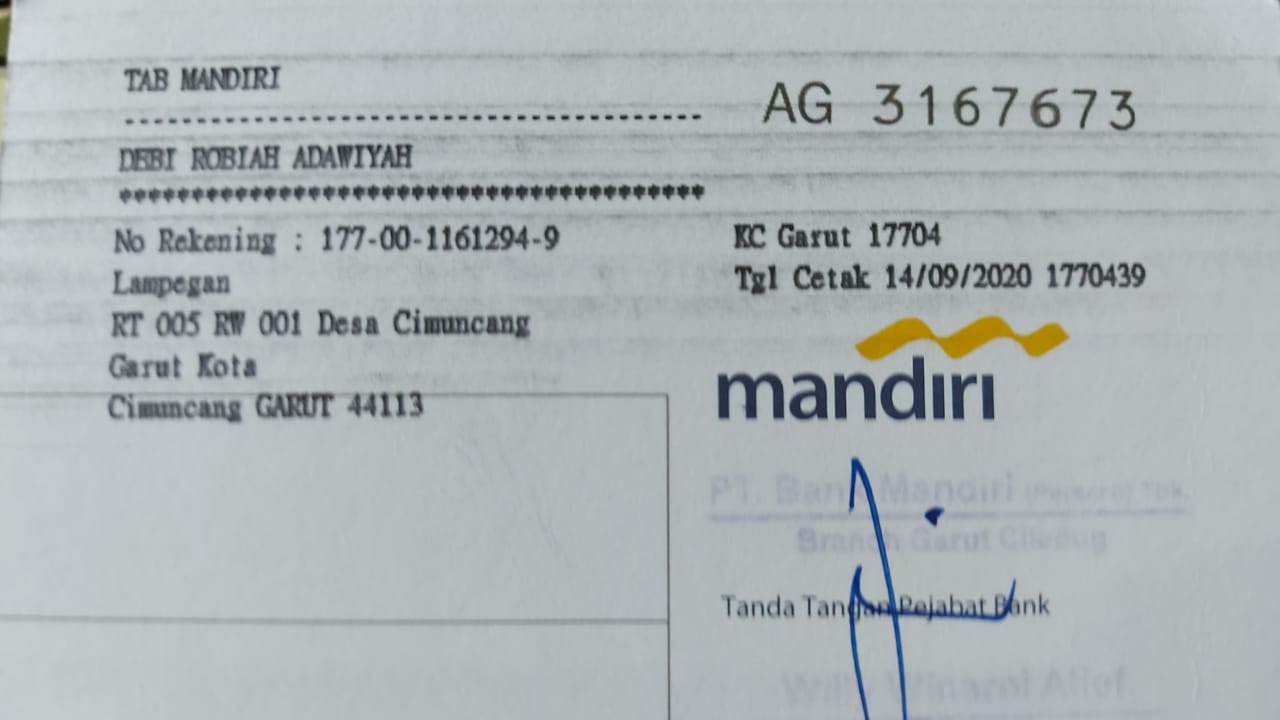 TAB MANDIRI
AG 3167673
----------------------------------------
DEBI ROBIAH ADAWIYAH
****************************************
No Rekening : 177-00-1161294-9
KC Garut 17704
Lampegan
Tgl Cetak 14/09/2020 1770439
RT 005 RW 001 Desa Cimuncang
Garut Kota
Cimuncang GARUT 44113
mandiri
PT. Bank Mandiri (Persero) Tbk.
Branch Garut Ciledug
Tanda Tangan Pejabat Bank
Willy Winarni Alief